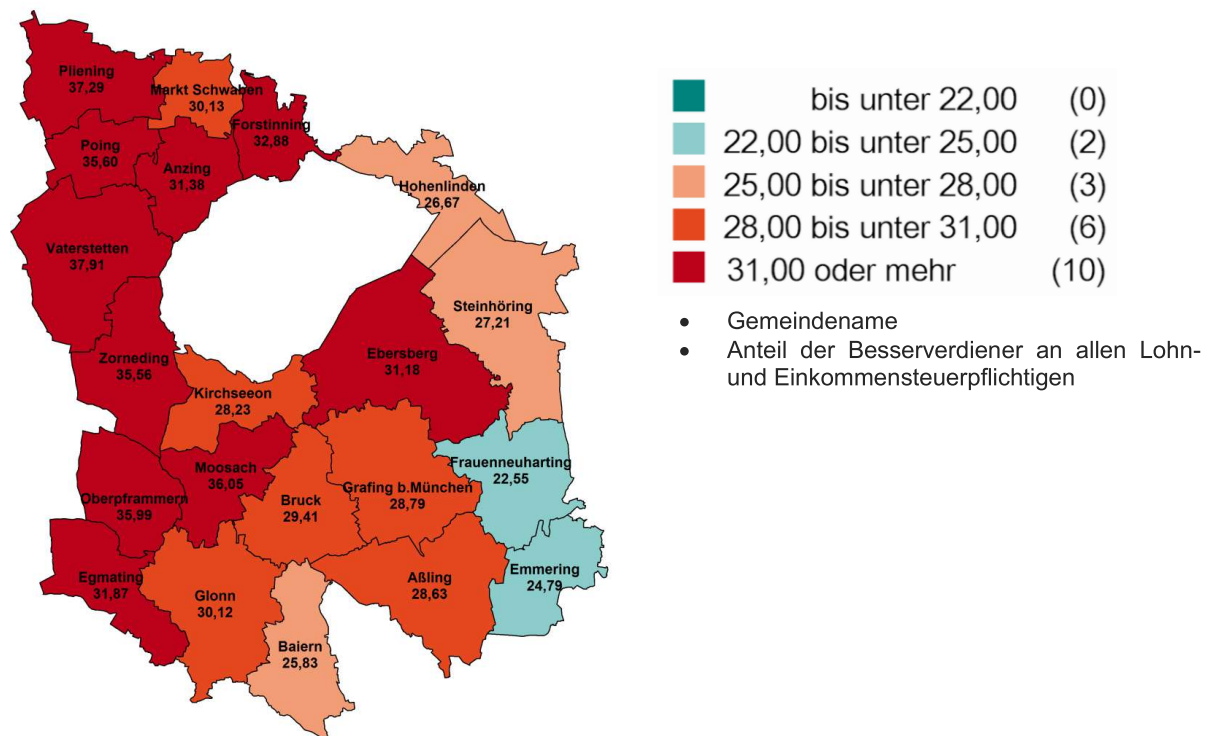 Pliening
37,29
Markt Schwaben
30,13
Forstinning
32,88
Poing
35,60
Anzing
31,38
Hohenlinden
26,67
Vaterstetten
37,91
Steinhöring
27,21
Zorneding
35,56
Ebersberg
31,18
Kirchseeon
28,23
Moosach
36,05
Frauenneuharting
22,55
Oberpframmern
35,99
Bruck
29,41
Grafing b.München
28,79
Egmating
31,87
Glonn
30,12
Aßling
28,63
Emmering
24,79
Baiern
25,83
bis unter 22,00 (0)
22,00 bis unter 25,00 (2)
25,00 bis unter 28,00 (3)
28,00 bis unter 31,00 (6)
31,00 oder mehr (10)
• Gemeindename
• Anteil der Besserverdiener an allen Lohn-
und Einkommensteuerpflichtigen